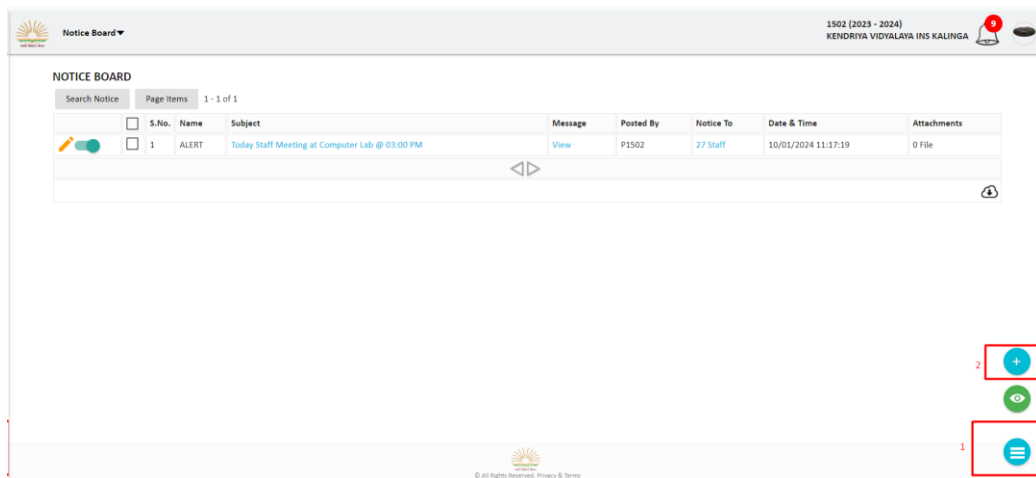 Notice Board
1502 (2023 - 2024)
KENDRIYA VIDYALAYA INS KALINGA
9
NOTICE BOARD
Search Notice Page Items 1 - 1 of 1
S.No. Name Subject Message Posted By Notice To Date & Time Attachments
1 ALERT Today Staff Meeting at Computer Lab @ 03:00 PM View P1502 27 Staff 10/01/2024 11:17:19 0 File
2
1
© All Rights Reserved. Privacy & Terms